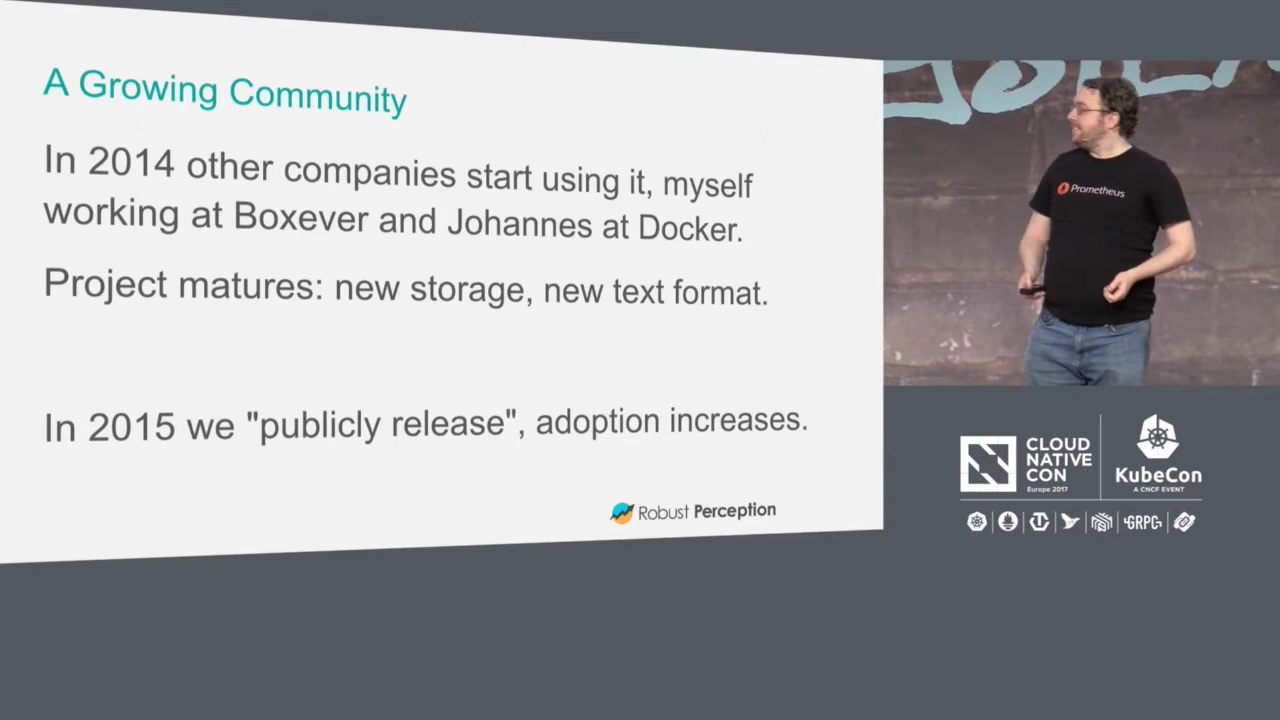 A Growing Community
In 2014 other companies start using it, myself
working at Boxever and Johannes at Docker.
Project matures: new storage, new text format.
In 2015 we "publicly release", adoption increases.
Robust Perception
Prometheus
CLOUD
NATIVE
CON
Europe 2017
KubeCon
A CNCF EVENT
GRPC